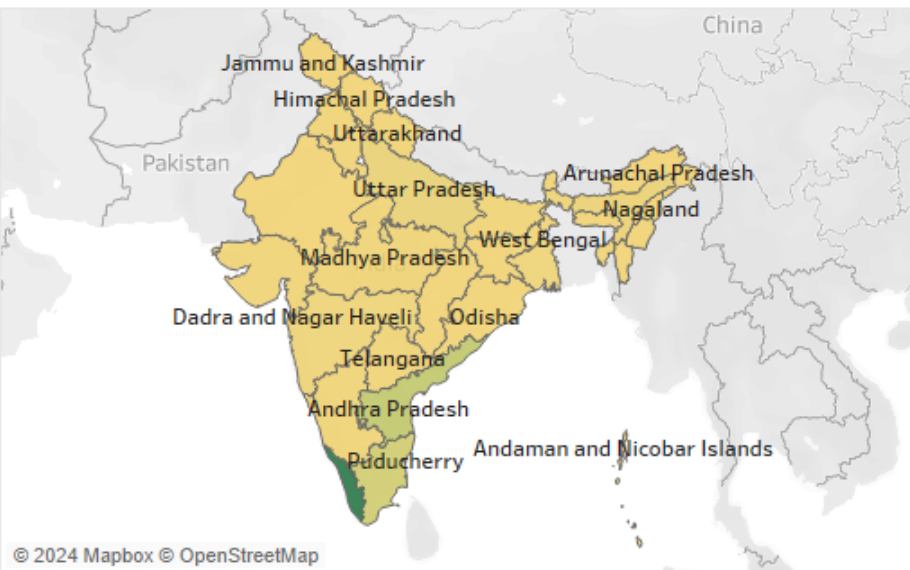 China
Jammu and Kashmir
Himachal Pradesh
Uttarakhand
Pakistan
Arunachal Pradesh
Uttar Pradesh
Nagaland
West Bengal
Madhya Pradesh
India
Dadra and Nagar Haveli
Odisha
Telangana
Andhra Pradesh
Andaman and Nicobar Islands
Puducherry
© 2024 Mapbox © OpenStreetMap